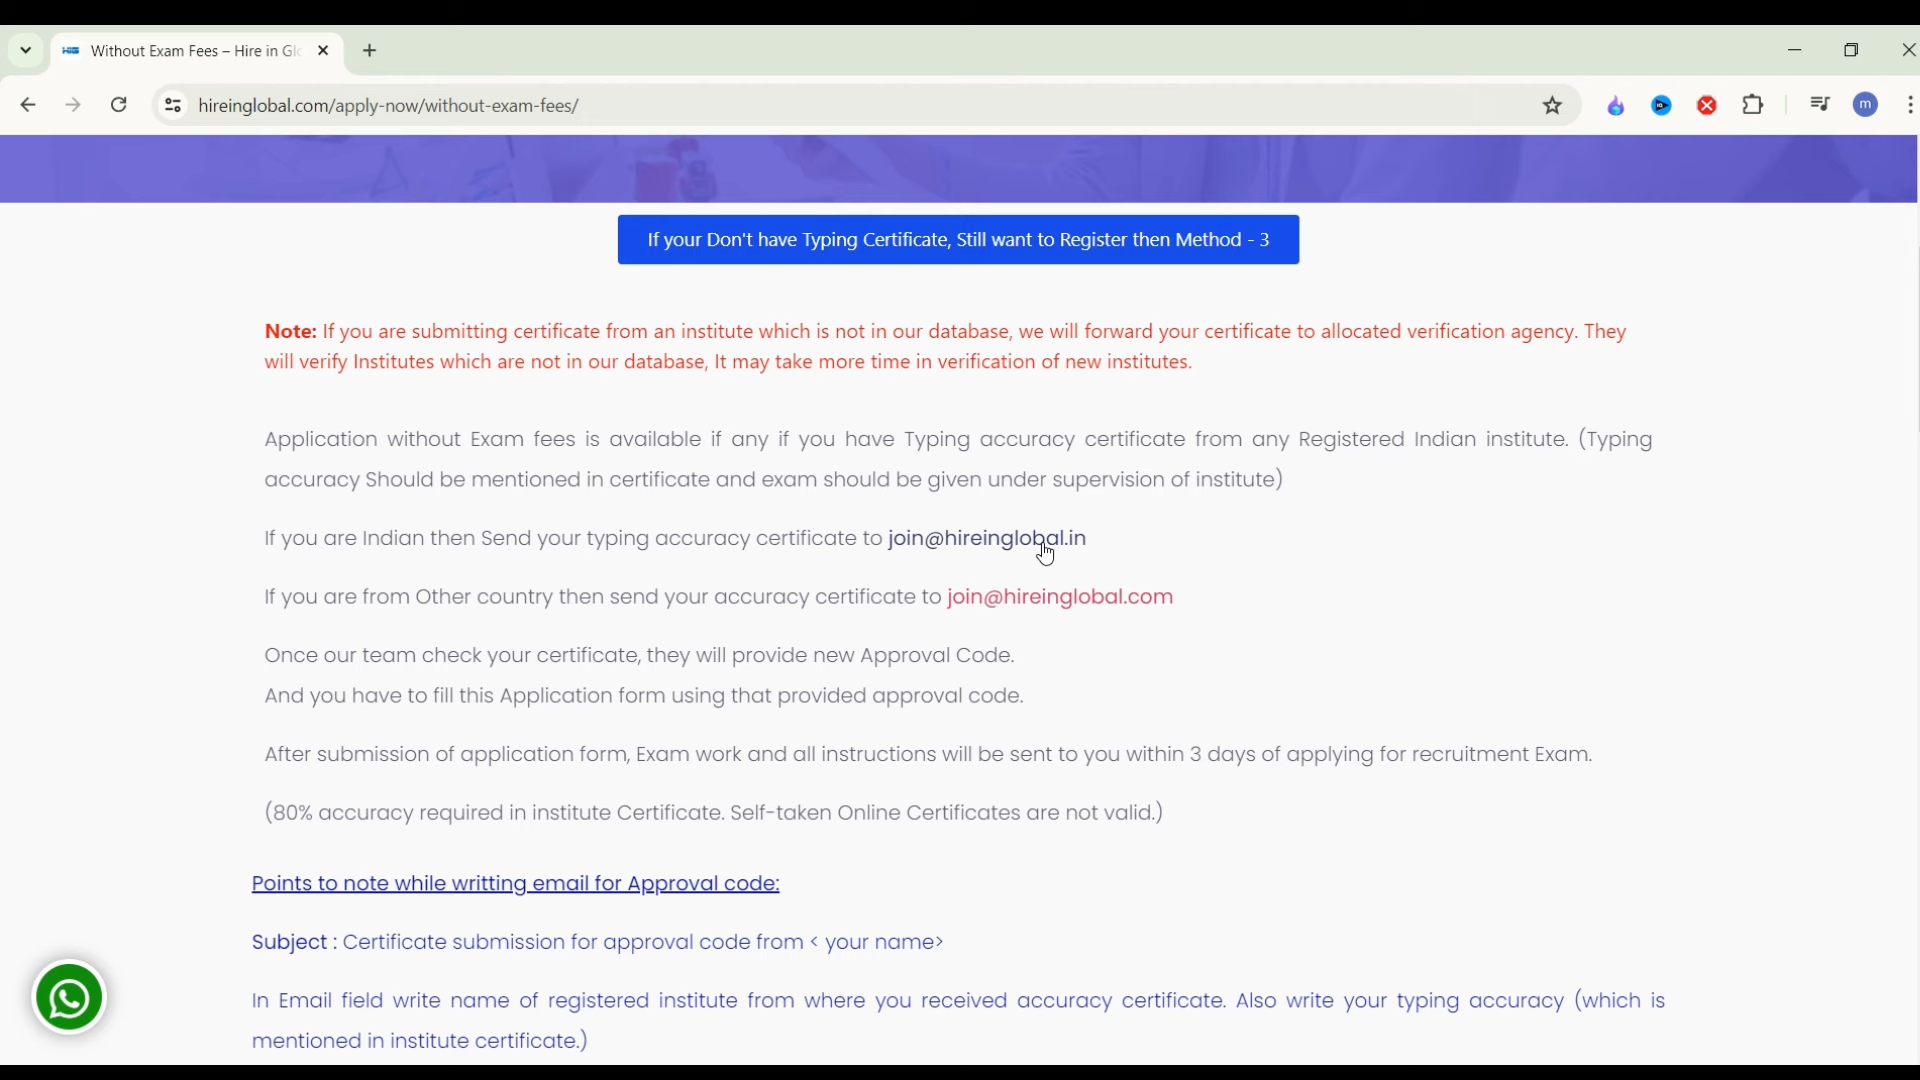 Without Exam Fees – Hire in Glo
hireinglobal.com/apply-now/without-exam-fees/
m
If your Don't have Typing Certificate, Still want to Register then Method - 3
Note: If you are submitting certificate from an institute which is not in our database, we will forward your certificate to allocated verification agency. They
will verify Institutes which are not in our database, It may take more time in verification of new institutes.
Application without Exam fees is available if any if you have Typing accuracy certificate from any Registered Indian institute. (Typing
accuracy Should be mentioned in certificate and exam should be given under supervision of institute)
If you are Indian then Send your typing accuracy certificate to join@hireinglobal.in
If you are from Other country then send your accuracy certificate to join@hireinglobal.com
Once our team check your certificate, they will provide new Approval Code.
And you have to fill this Application form using that provided approval code.
After submission of application form, Exam work and all instructions will be sent to you within 3 days of applying for recruitment Exam.
(80% accuracy required in institute Certificate. Self-taken Online Certificates are not valid.)
Points to note while writting email for Approval code:
Subject : Certificate submission for approval code from < your name>
In Email field write name of registered institute from where you received accuracy certificate. Also write your typing accuracy (which is
mentioned in institute certificate.)